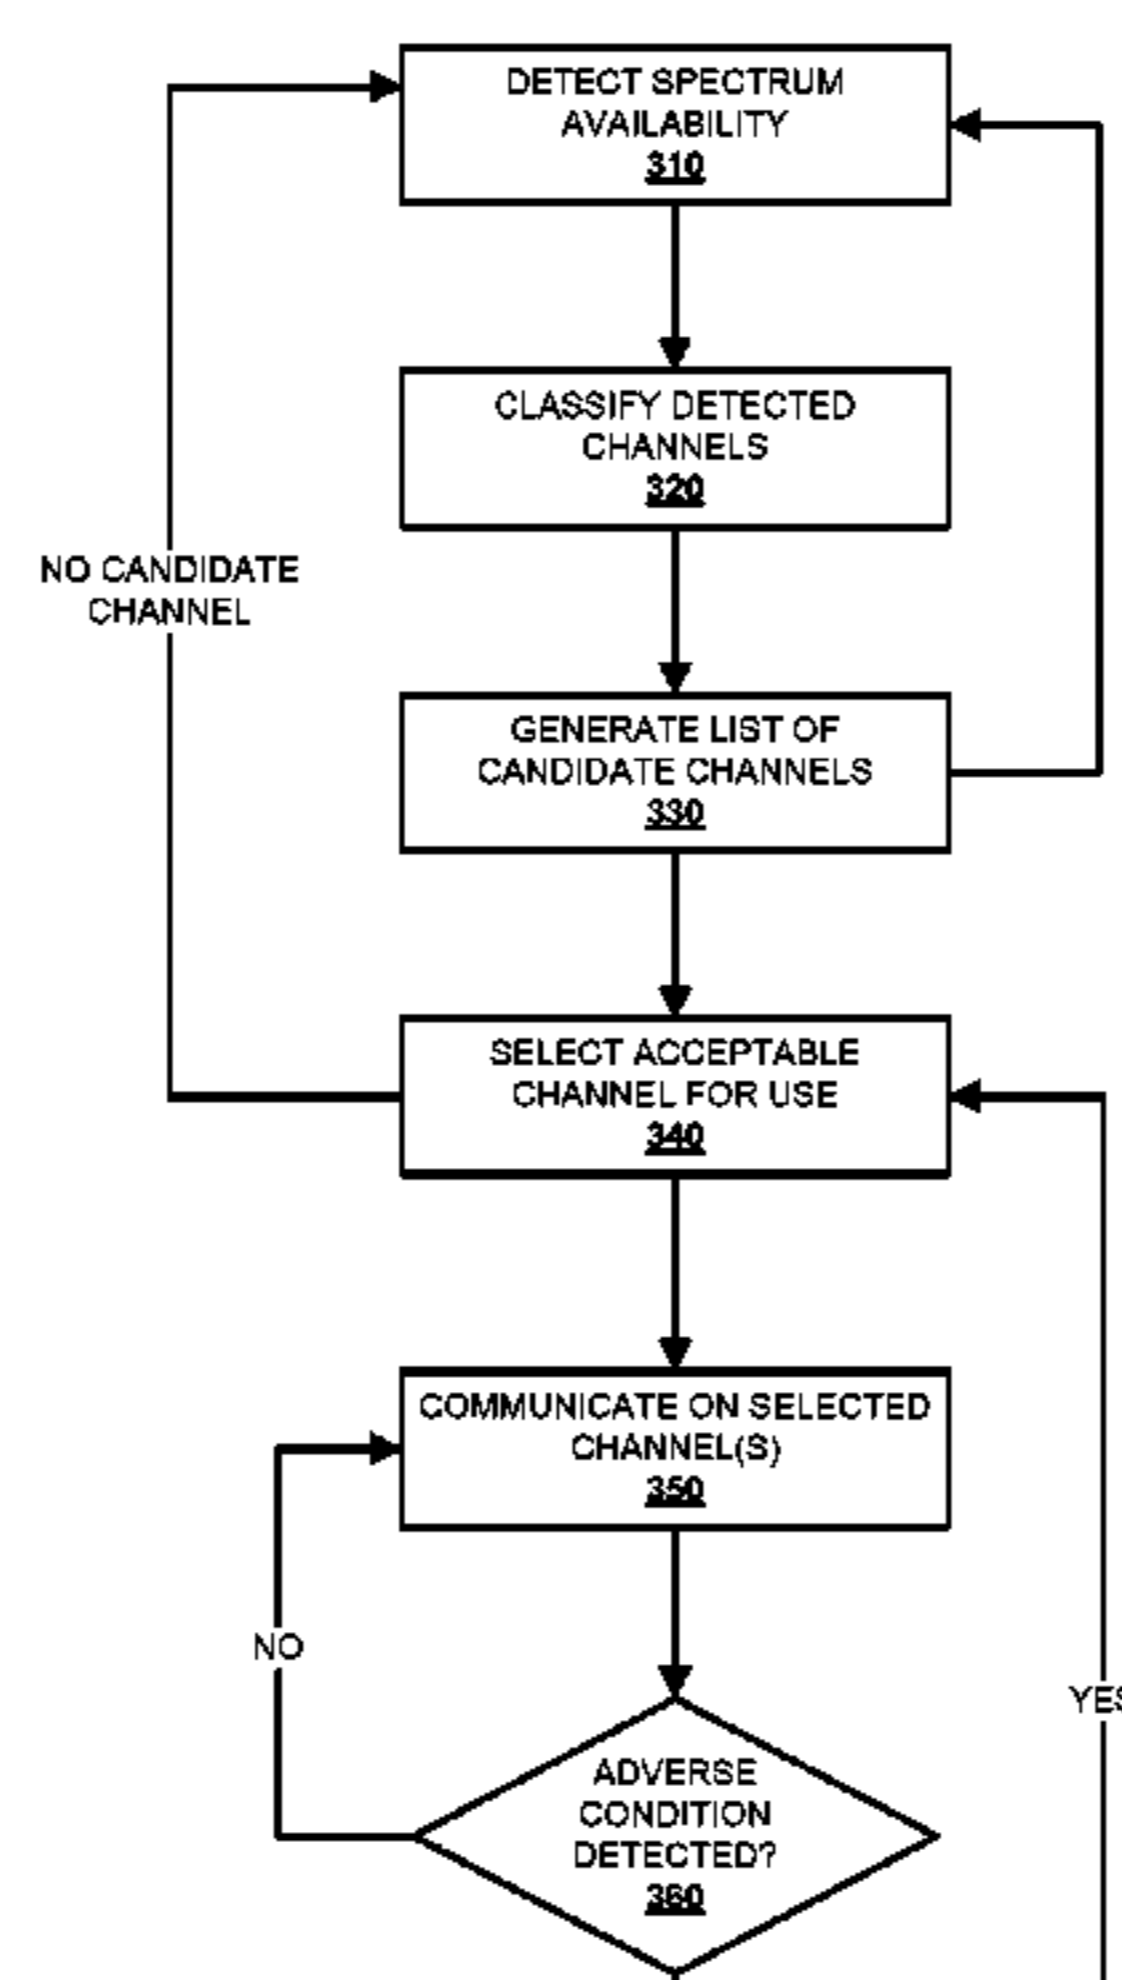 DETECT SPECTRUM
AVAILABILITY
310
CLASSIFY DETECTED
CHANNELS
320
NO CANDIDATE
CHANNEL
GENERATE LIST OF
CANDIDATE CHANNELS
330
SELECT ACCEPTABLE
CHANNEL FOR USE
340
COMMUNICATE ON SELECTED
CHANNEL(S)
350
NO
YES
ADVERSE
CONDITION
DETECTED?
360